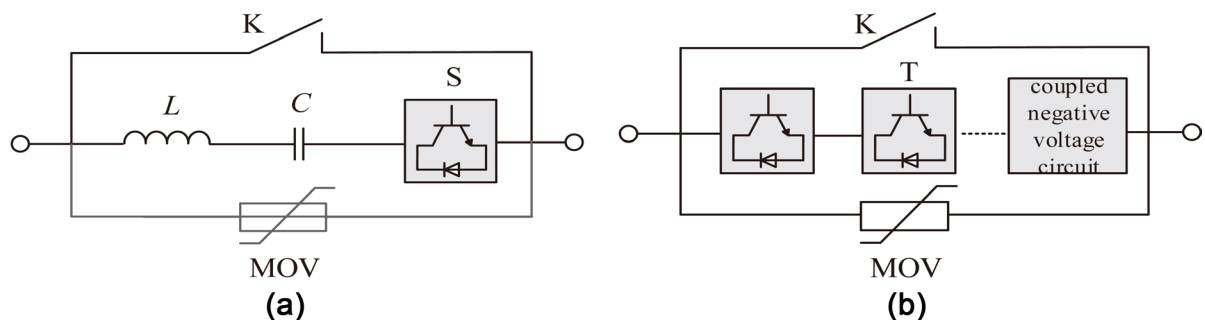 K
L
C
S
MOV
(a)
K
T
coupled
negative
voltage
circuit
MOV
(b)